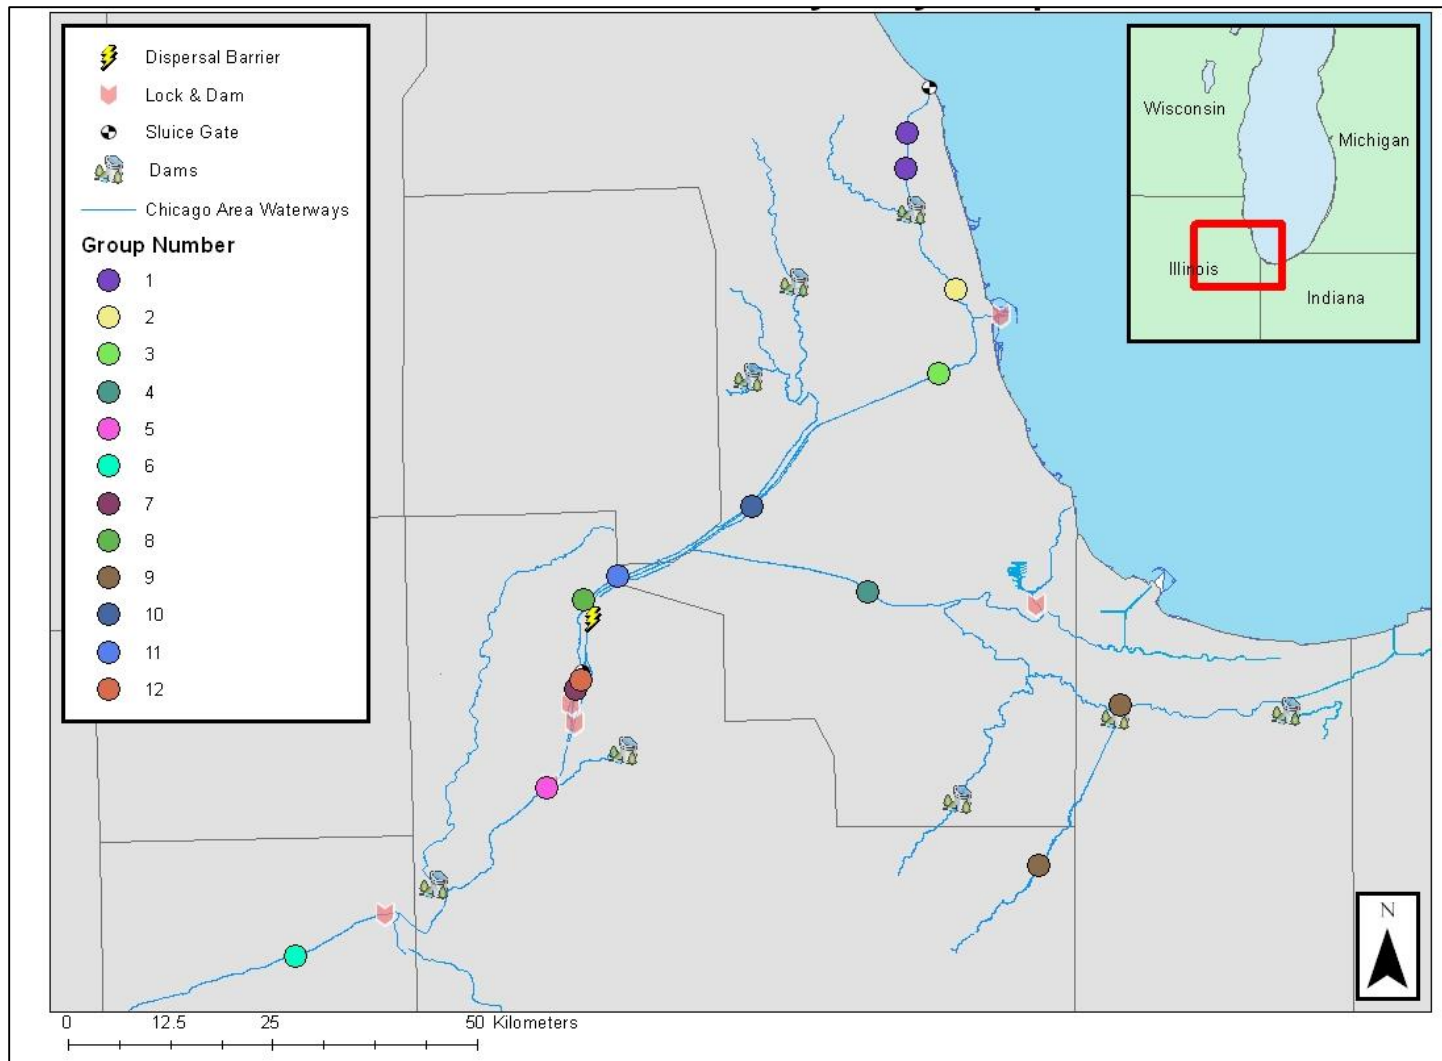 Dispersal Barrier
Lock & Dam
Sluice Gate
Dams
Chicago Area Waterways
Group Number
1
2
3
4
5
6
7
8
9
10
11
12
Wisconsin
Michigan
Illinois
Indiana
N
0 12.5 25 50 Kilometers